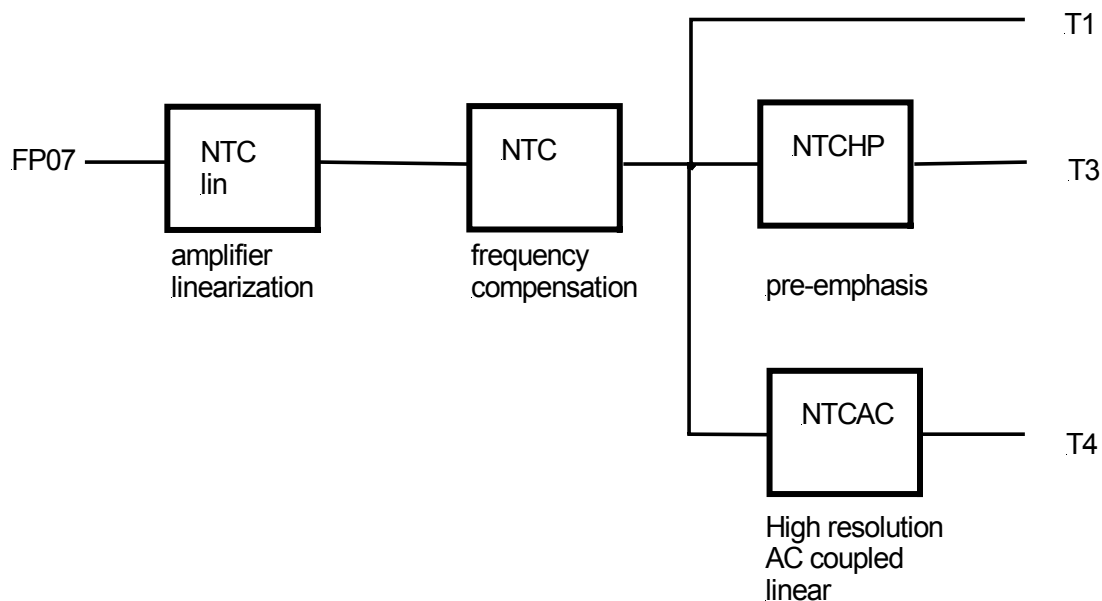 T1
FP07
NTC
lin
amplifier
linearization
NTC
frequency
compensation
NTCHP
pre-emphasis
T3
NTCAC
High resolution
AC coupled
linear
T4